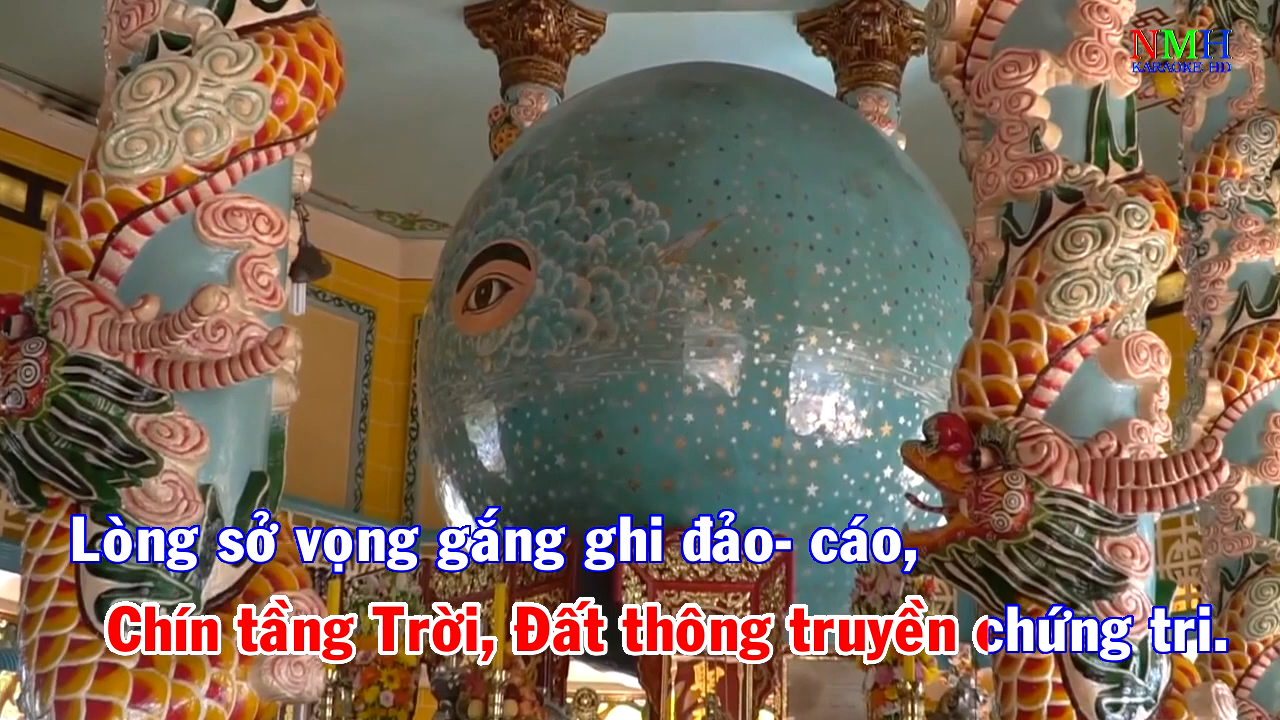 NMH
KARAOKE HD
Lòng sở vọng gắng ghi đảo- cáo,
Chín tầng Trời, Đất thông truyền chứng tri.